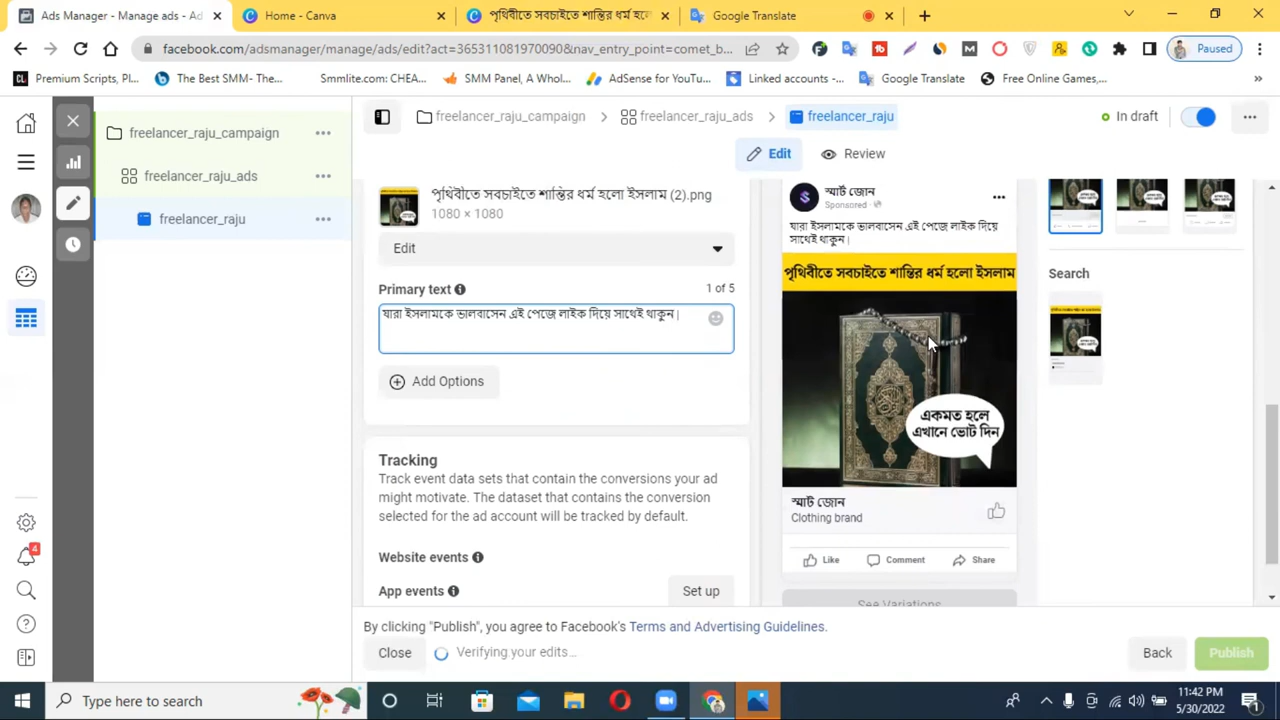 Ads Manager - Manage ads - Ad
Home - Canva
পৃথিবীতে সবচাইতে শান্তির ধর্ম হলো
Google Translate
facebook.com/adsmanager/manage/ads/edit?act=365311081970090&nav_entry_point=comet_b...
Paused
Premium Scripts, Pl...
The Best SMM- The...
Smmlite.com: CHEA...
SMM Panel, A Whol...
AdSense for YouTu...
Linked accounts -...
Google Translate
Free Online Games,...
freelancer_raju_campaign
freelancer_raju_ads
freelancer_raju
freelancer_raju_campaign
freelancer_raju_ads
freelancer_raju
In draft
Edit
Review
পৃথিবীতে সবচাইতে শান্তির ধর্ম হলো ইসলাম (2).png
1080 × 1080
Edit
Primary text
1 of 5
যারা ইসলামকে ভালবাসেন এই পেজে লাইক দিয়ে সাথেই থাকুন।
Add Options
Tracking
Track event data sets that contain the conversions your ad
might motivate. The dataset that contains the conversion
selected for the ad account will be tracked by default.
Website events
App events
Set up
স্মার্ট জোন
Sponsored ·
যারা ইসলামকে ভালবাসেন এই পেজে লাইক দিয়ে
সাথেই থাকুন।
পৃথিবীতে সবচাইতে শান্তির ধর্ম হলো ইসলাম
একমত হলে
এখানে ভোট দিন
স্মার্ট জোন
Clothing brand
Like
Comment
Share
See Variations
Search
By clicking "Publish", you agree to Facebook's Terms and Advertising Guidelines.
Close
Verifying your edits...
Back
Publish
4
Type here to search
11:42 PM
5/30/2022
1